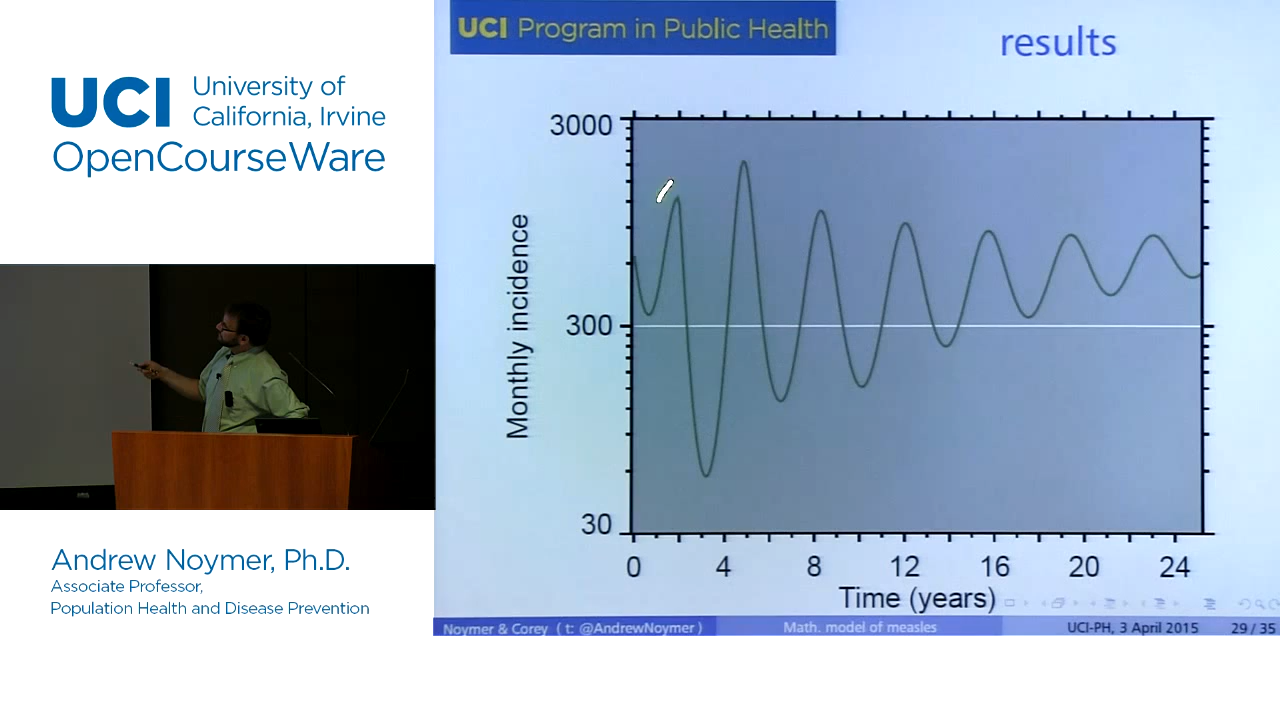 UCI University of
California, Irvine
OpenCourseWare
Andrew Noymer, Ph.D.
Associate Professor,
Population Health and Disease Prevention
UCI Program in Public Health
results
3000
300
30
Monthly incidence
0 4 8 12 16 20 24
Time (years)
Noymer & Corey ( t: @AndrewNoymer ) Math. model of measles UCI-PH, 3 April 2015 29 / 35